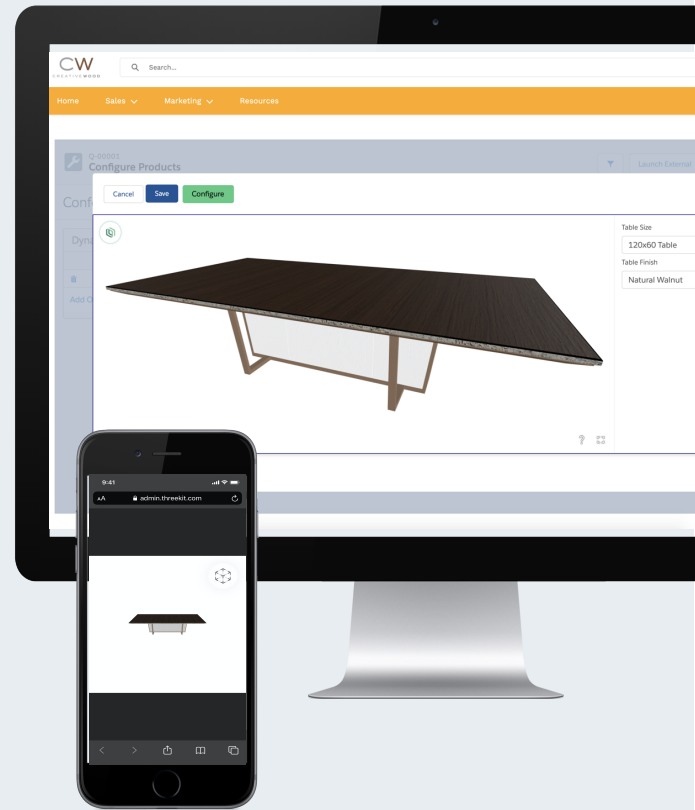 CW
CREATIVEWOOD
Search...
Home Sales Marketing Resources
Q-00001
Configure Products
Launch External
Conf
Cancel Save Configure
Dyna
Add C
Table Size
120x60 Table
Table Finish
Natural Walnut
?
9:41
AA admin.threekit.com